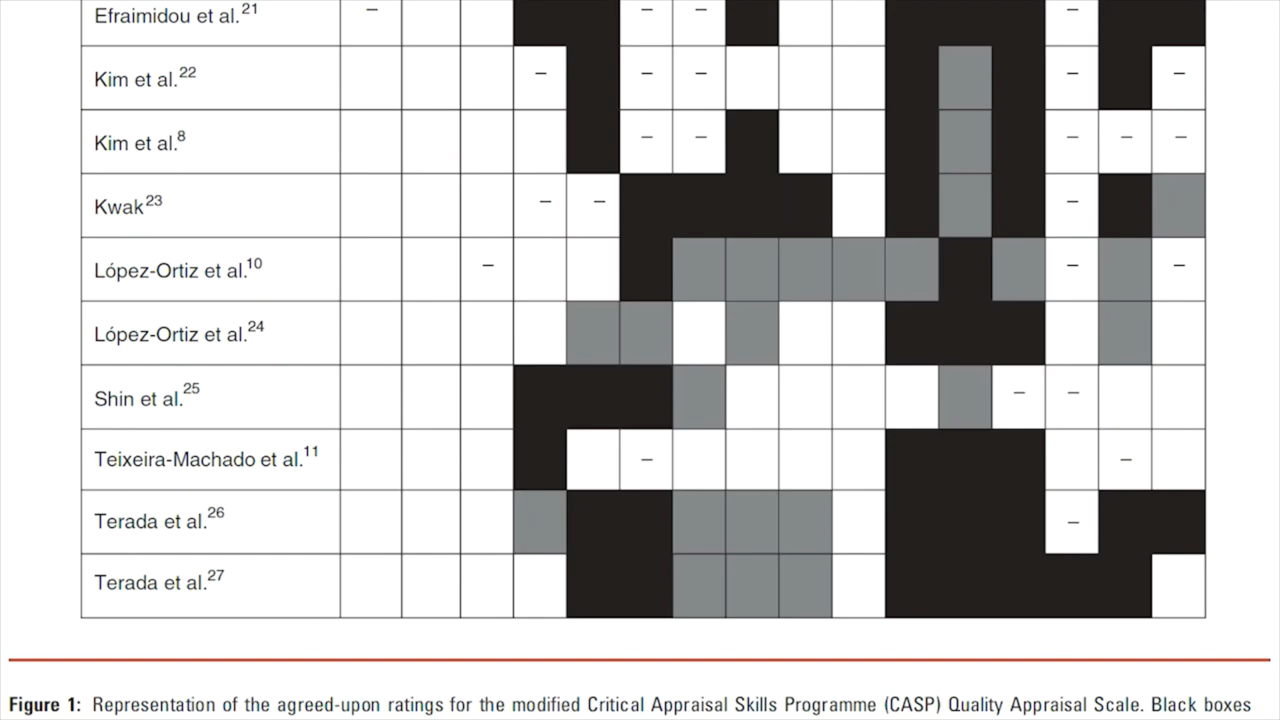 Efraimidou et al.21 – – – –
Kim et al.22 – – – – –
Kim et al.8 – – – – –
Kwak23 – – –
López-Ortiz et al.10 – – –
López-Ortiz et al.24
Shin et al.25 – –
Teixeira-Machado et al.11 – –
Terada et al.26 –
Terada et al.27
Figure 1: Representation of the agreed-upon ratings for the modified Critical Appraisal Skills Programme (CASP) Quality Appraisal Scale. Black boxes